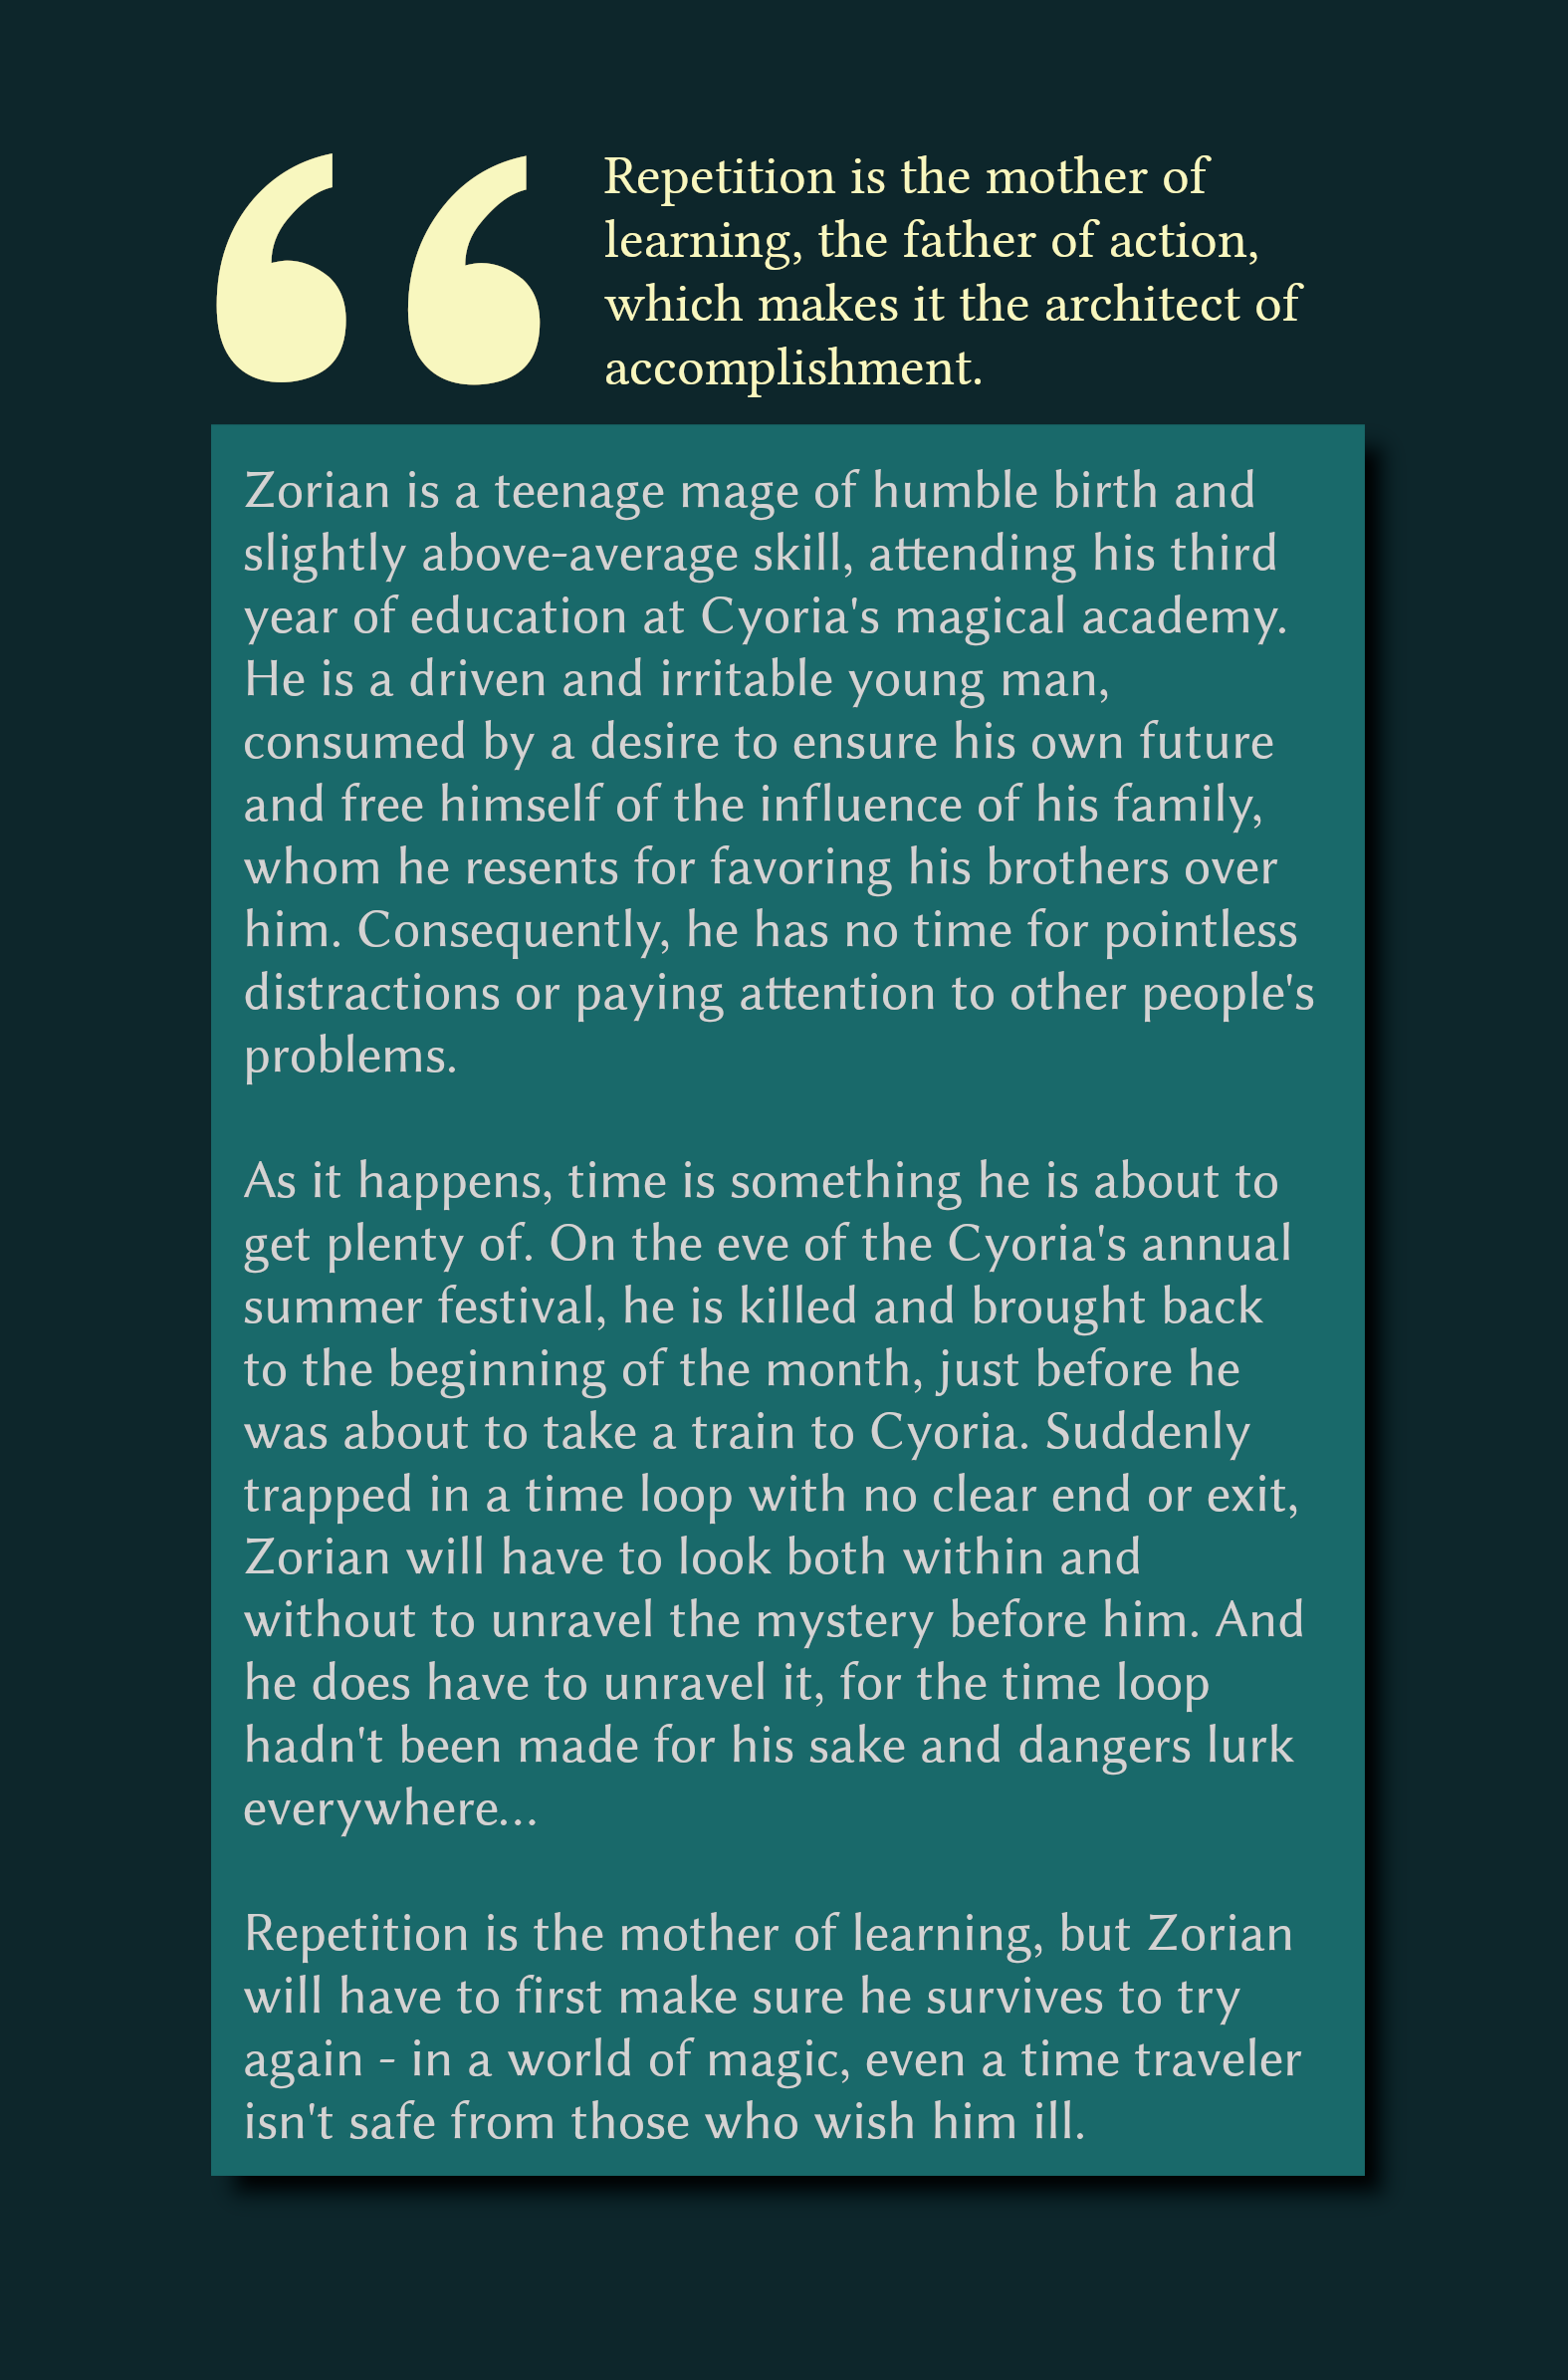 Repetition is the mother of
learning, the father of action,
which makes it the architect of
accomplishment.
Zorian is a teenage mage of humble birth and
slightly above-average skill, attending his third
year of education at Cyoria's magical academy.
He is a driven and irritable young man,
consumed by a desire to ensure his own future
and free himself of the influence of his family,
whom he resents for favoring his brothers over
him. Consequently, he has no time for pointless
distractions or paying attention to other people's
problems.
As it happens, time is something he is about to
get plenty of. On the eve of the Cyoria's annual
summer festival, he is killed and brought back
to the beginning of the month, just before he
was about to take a train to Cyoria. Suddenly
trapped in a time loop with no clear end or exit,
Zorian will have to look both within and
without to unravel the mystery before him. And
he does have to unravel it, for the time loop
hadn't been made for his sake and dangers lurk
everywhere...
Repetition is the mother of learning, but Zorian
will have to first make sure he survives to try
again - in a world of magic, even a time traveler
isn't safe from those who wish him ill.